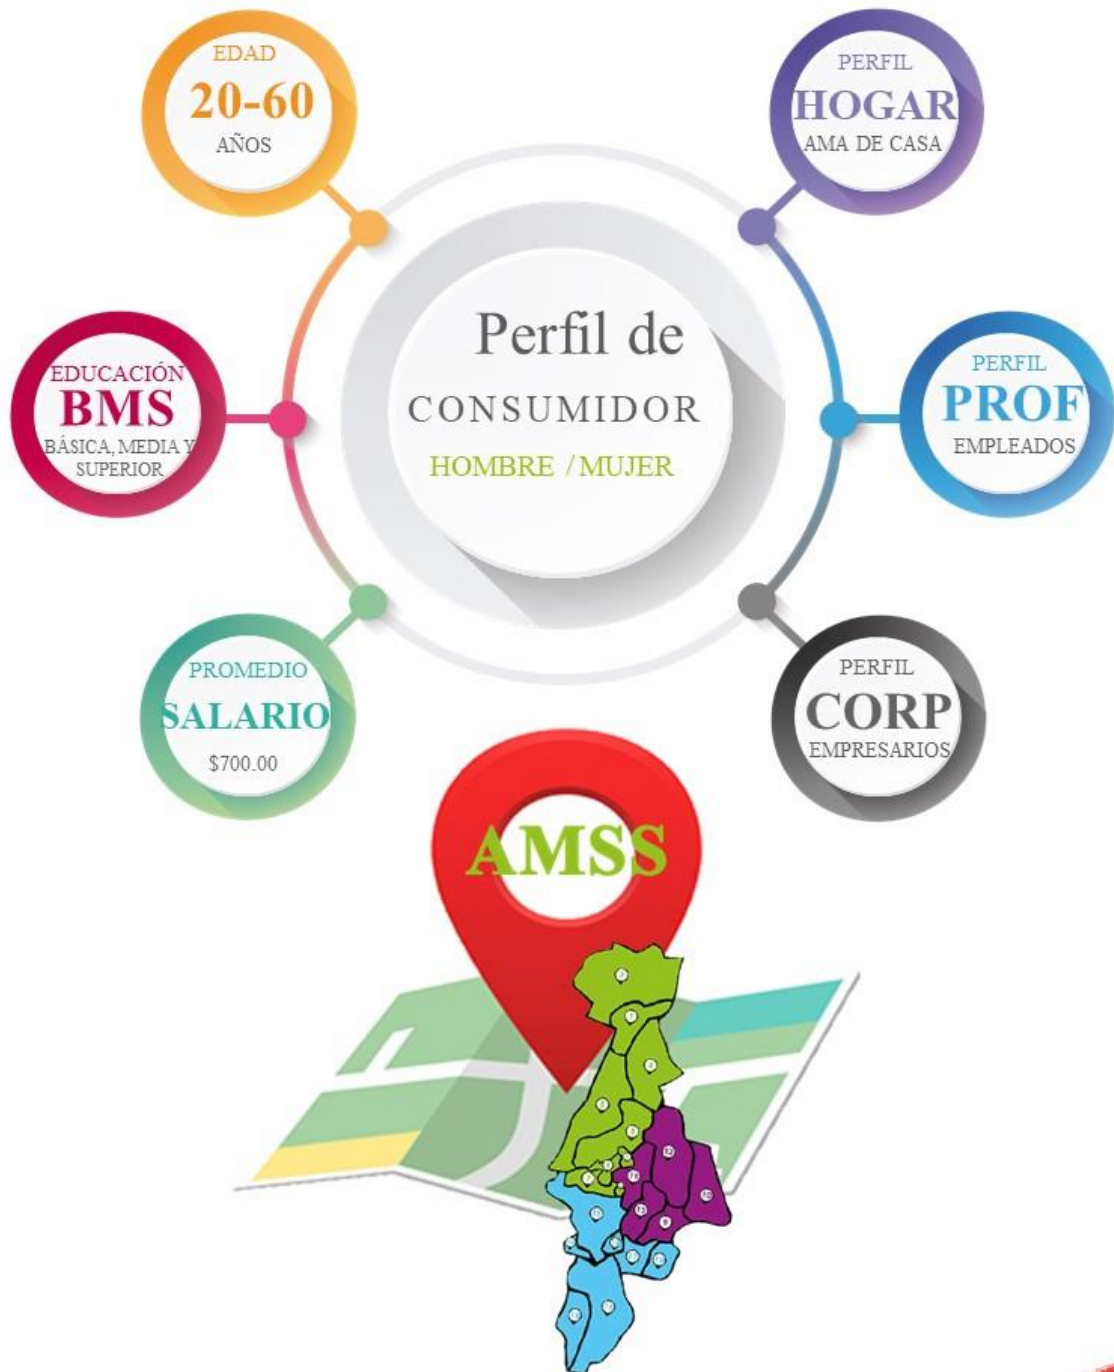 EDAD
20-60
AÑOS
PERFIL
HOGAR
AMA DE CASA
EDUCACIÓN
BMS
BÁSICA, MEDIA Y
SUPERIOR
Perfil de
CONSUMIDOR
HOMBRE / MUJER
PERFIL
PROF
EMPLEADOS
PROMEDIO
SALARIO
$700.00
PERFIL
CORP
EMPRESARIOS
AMSS